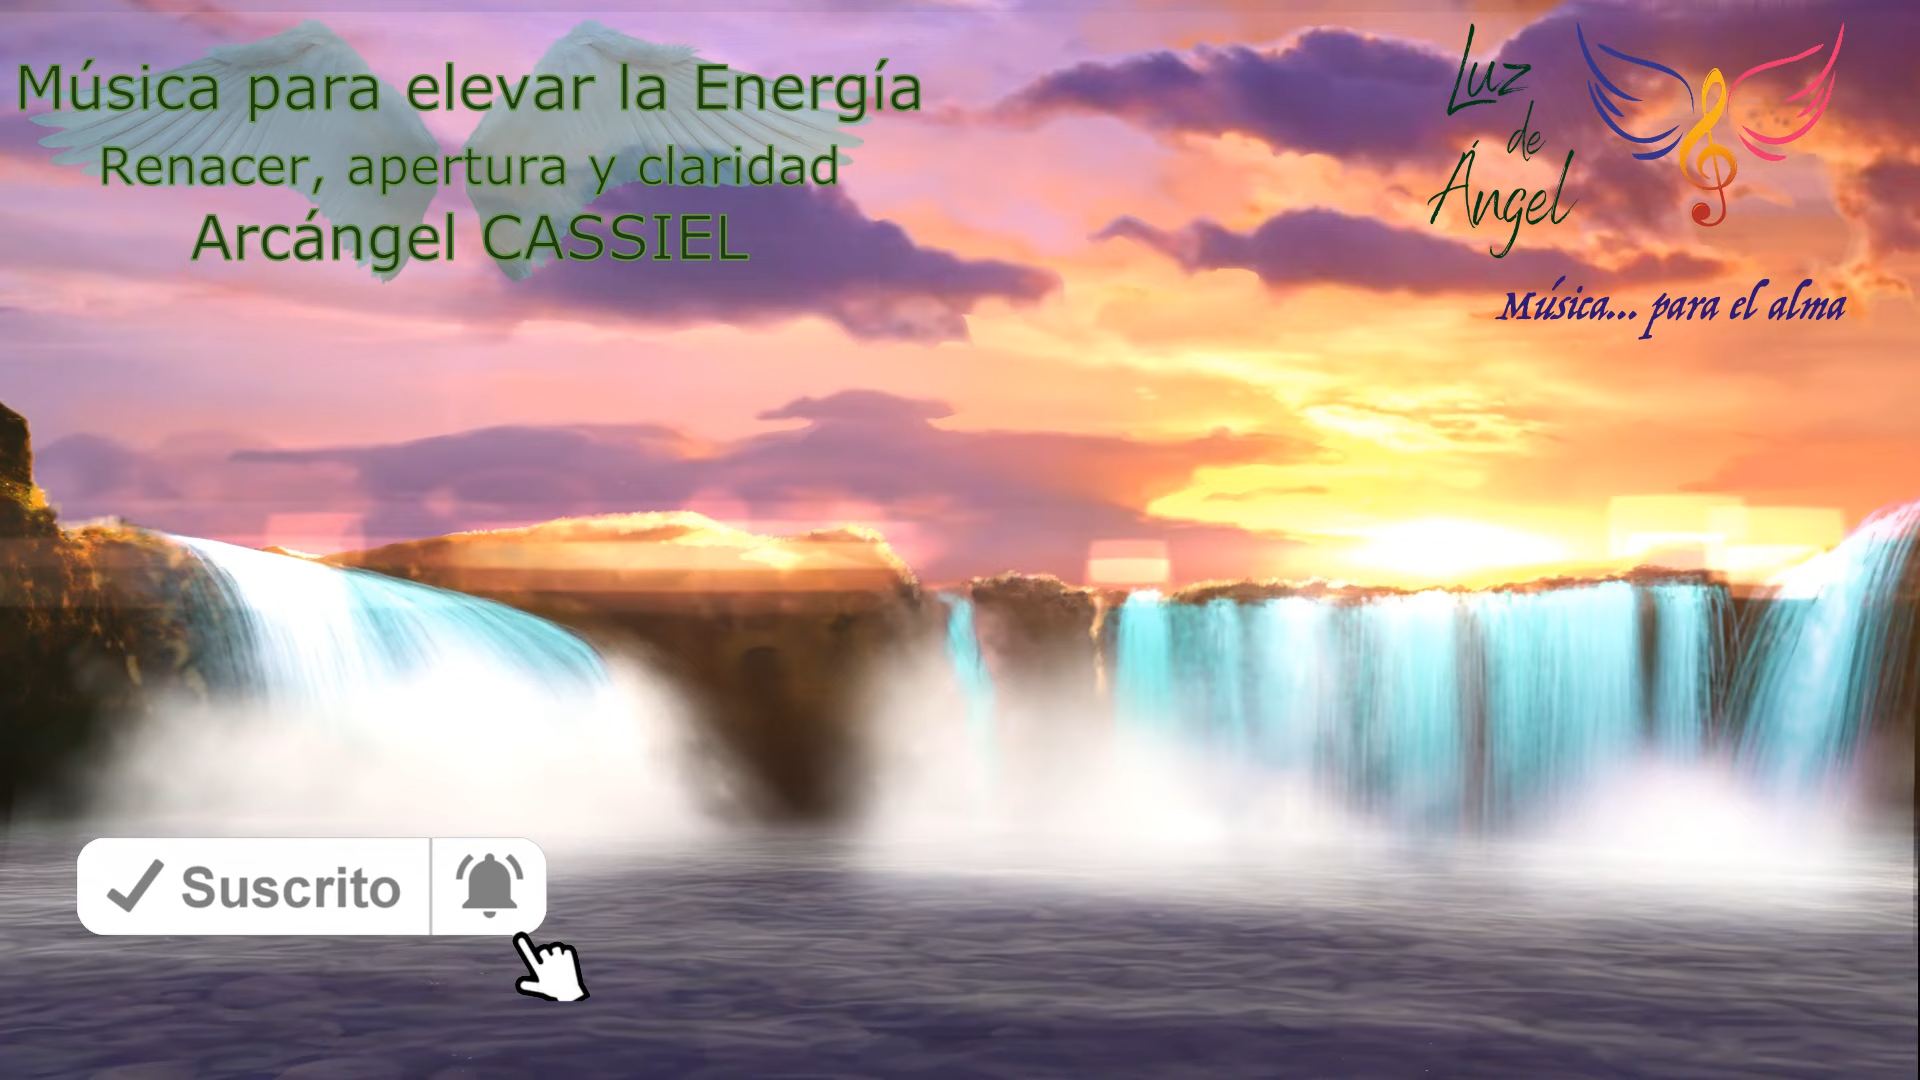 Música para elevar la Energía
Renacer, apertura y claridad
Arcángel CASSIEL
Luz
de
Ángel
Música... para el alma
Suscrito